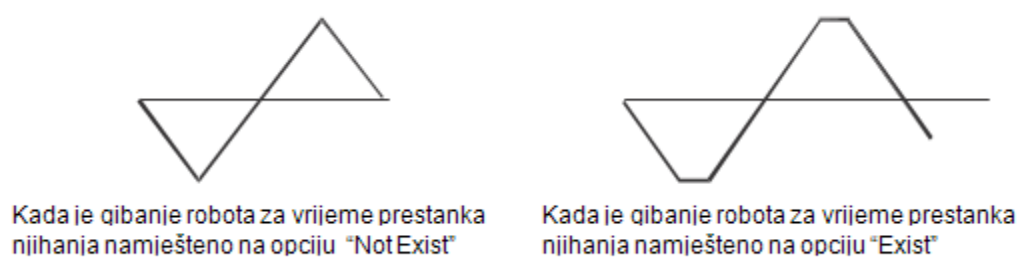 Kada je gibanje robota za vrijeme prestanka
njihanja namješteno na opciju “Not Exist”
Kada je gibanje robota za vrijeme prestanka
njihanja namješteno na opciju “Exist”